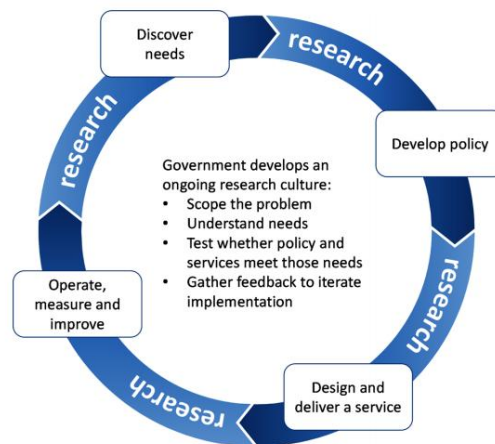 Discover
needs
research
Develop policy
research
Design and
deliver a service
research
Operate,
measure and
improve
research
Government develops an
ongoing research culture:
• Scope the problem
• Understand needs
• Test whether policy and
services meet those needs
• Gather feedback to iterate
implementation